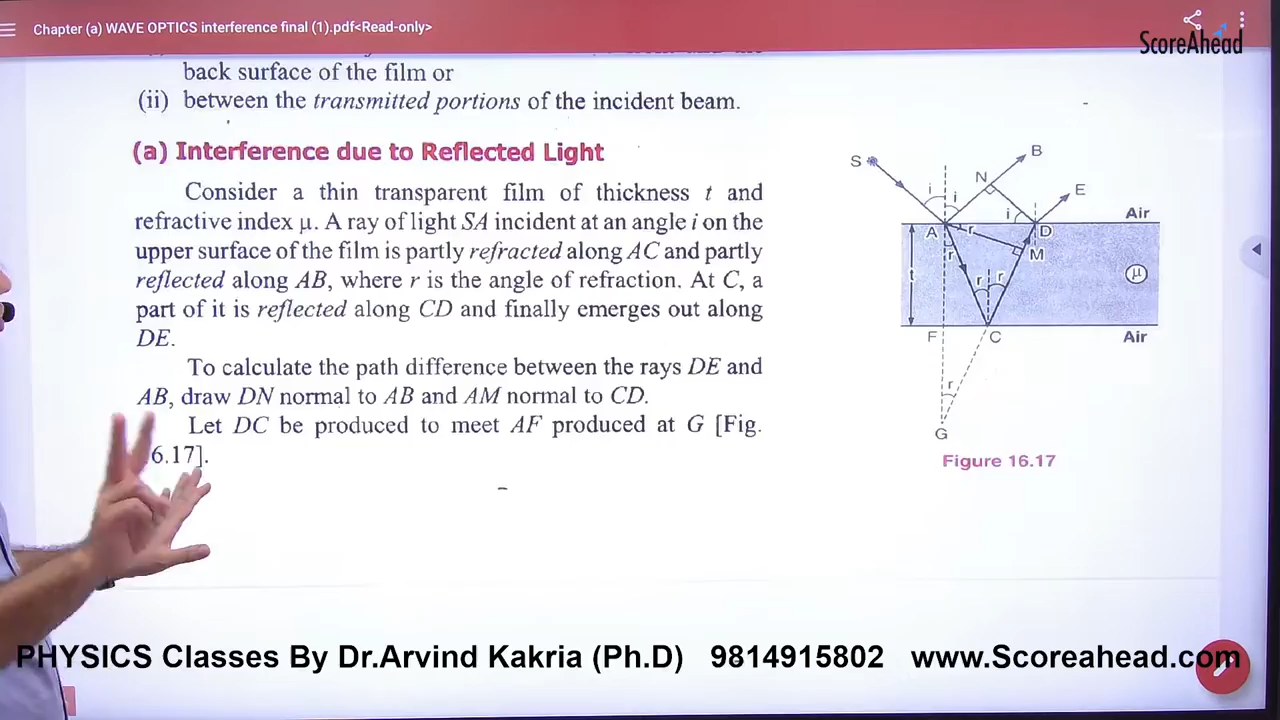 Chapter (a) WAVE OPTICS interference final (1).pdf<Read-only>
ScoreAhead
back surface of the film or
(ii) between the transmitted portions of the incident beam.
(a) Interference due to Reflected Light
Consider a thin transparent film of thickness t and
refractive index μ. A ray of light SA incident at an angle i on the
upper surface of the film is partly refracted along AC and partly
reflected along AB, where r is the angle of refraction. At C, a
part of it is reflected along CD and finally emerges out along
DE.
To calculate the path difference between the rays DE and
AB, draw DN normal to AB and AM normal to CD.
Let DC be produced to meet AF produced at G [Fig.
6.17].
S
B
N
E
i
i
i
Air
A
r
D
r
M
t
r
r
μ
F
C
Air
r
G
Figure 16.17
PHYSICS Classes By Dr.Arvind Kakria (Ph.D) 9814915802 www.Scoreahead.com